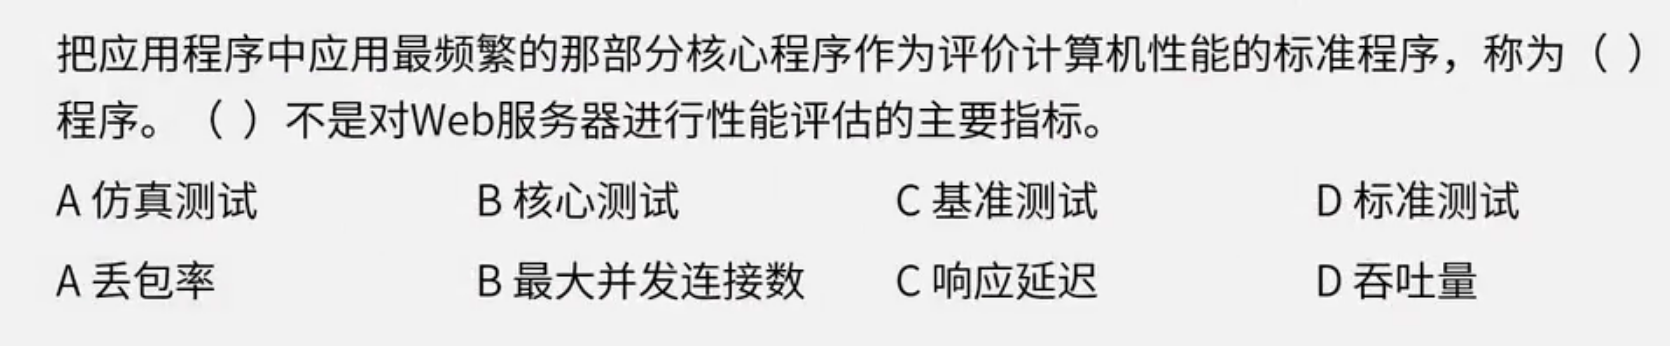 把应用程序中应用最频繁的那部分核心程序作为评价计算机性能的标准程序，称为（ ）
程序。（ ）不是对Web服务器进行性能评估的主要指标。
A 仿真测试 B 核心测试 C 基准测试 D 标准测试
A 丢包率 B 最大并发连接数 C 响应延迟 D 吞吐量